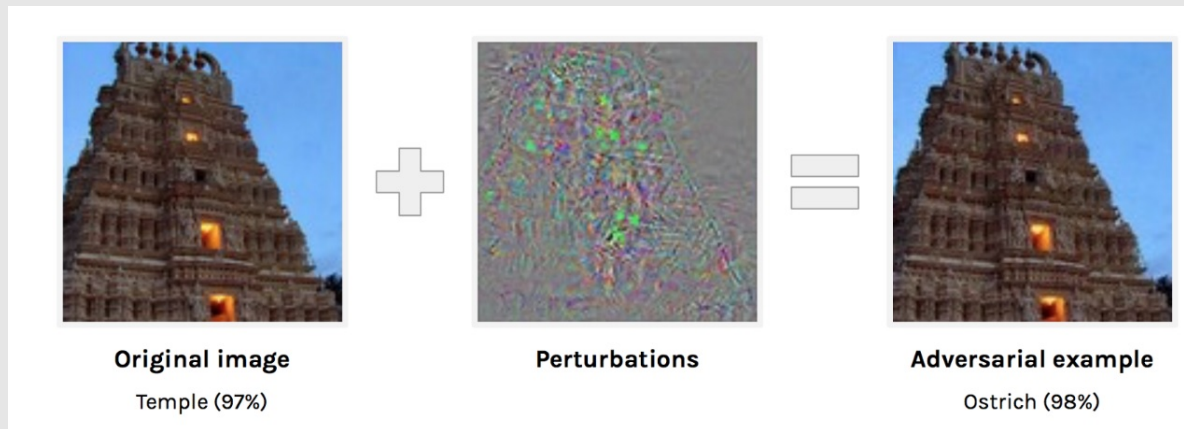 Original image
Temple (97%)
Perturbations
Adversarial example
Ostrich (98%)